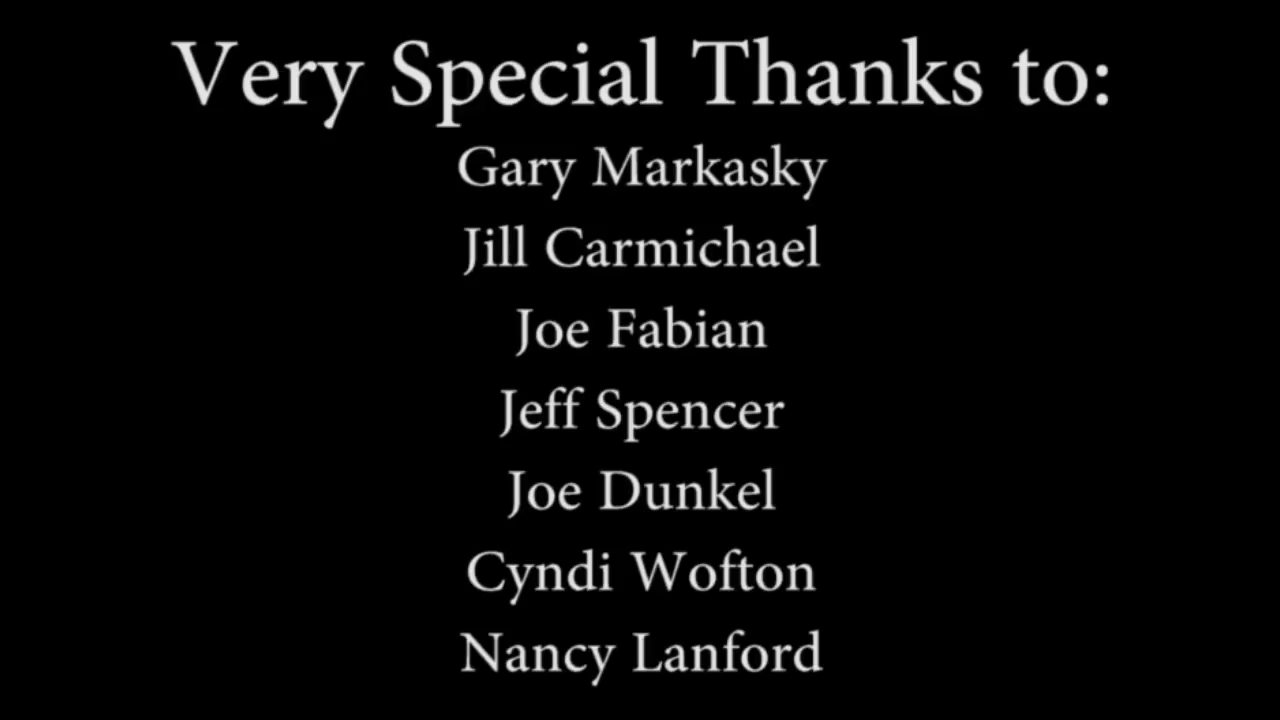 Very Special Thanks to:
Gary Markasky
Jill Carmichael
Joe Fabian
Jeff Spencer
Joe Dunkel
Cyndi Wofton
Nancy Lanford